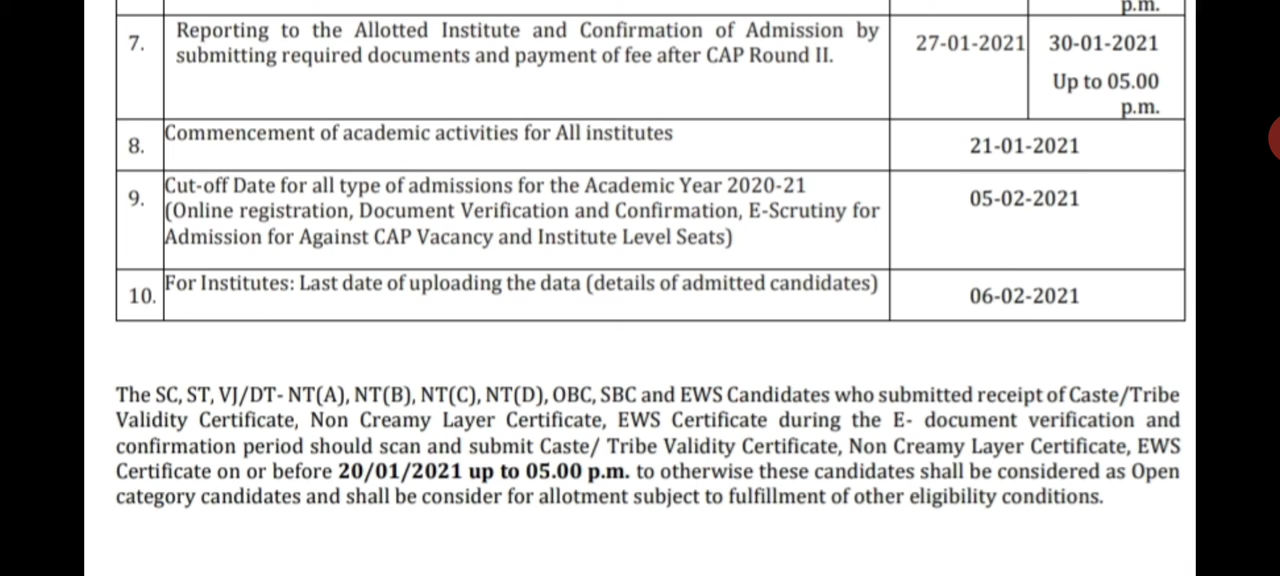 p.m.
7. Reporting to the Allotted Institute and Confirmation of Admission by
submitting required documents and payment of fee after CAP Round II.
27-01-2021
30-01-2021
Up to 05.00
p.m.
8. Commencement of academic activities for All institutes
21-01-2021
9. Cut-off Date for all type of admissions for the Academic Year 2020-21
(Online registration, Document Verification and Confirmation, E-Scrutiny for
Admission for Against CAP Vacancy and Institute Level Seats)
05-02-2021
10. For Institutes: Last date of uploading the data (details of admitted candidates)
06-02-2021
The SC, ST, VJ/DT- NT(A), NT(B), NT(C), NT(D), OBC, SBC and EWS Candidates who submitted receipt of Caste/Tribe
Validity Certificate, Non Creamy Layer Certificate, EWS Certificate during the E- document verification and
confirmation period should scan and submit Caste/ Tribe Validity Certificate, Non Creamy Layer Certificate, EWS
Certificate on or before 20/01/2021 up to 05.00 p.m. to otherwise these candidates shall be considered as Open
category candidates and shall be consider for allotment subject to fulfillment of other eligibility conditions.